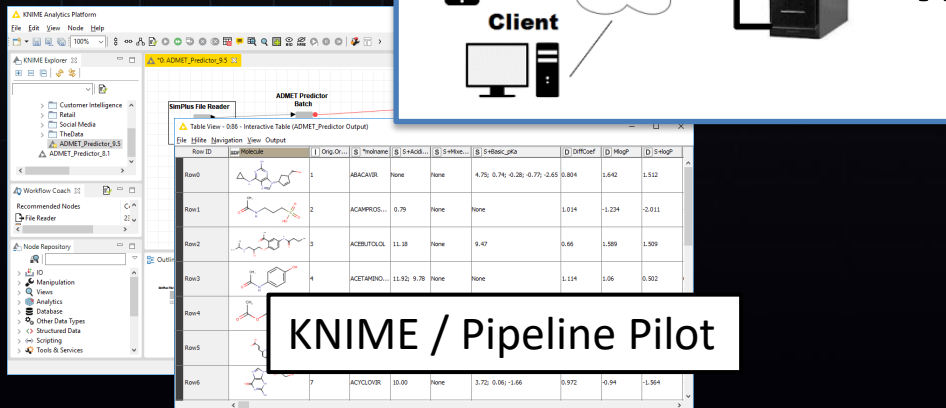 KNIME Analytics Platform
File Edit View Node Help
100%
Client
KNIME Explorer
*0: ADMET_Predictor_9.5
Customer Intelligence
Retail
Social Media
TheData
ADMET_Predictor_9.5
ADMET_Predictor_8.1
SimPlus File Reader
ADMET Predictor
Batch
Workflow Coach
Recommended Nodes
File Reader
Node Repository
IO
Manipulation
Views
Analytics
Database
Other Data Types
Structured Data
Scripting
Tools & Services
Table View - 0:86 - Interactive Table (ADMET_Predictor Output)
File Hilite Navigation View Output
Row ID SDF Molecule I Orig.Or... S *molname S S+Acidi... S S+Mixe... S S+Basic_pKa D DiffCoef D MlogP D S+logP
Row0 1 ABACAVIR None None 4.75; 0.74; -0.28; -0.77; -2.65 0.804 1.642 1.512
Row1 2 ACAMPROS... 0.79 None None 1.014 -1.234 -2.011
Row2 3 ACEBUTOLOL 11.18 None 9.47 0.66 1.589 1.509
Row3 4 ACETAMINO... 11.92; 9.78 None None 1.114 1.06 0.502
Row4
Row5
KNIME / Pipeline Pilot
Row6 7 ACYCLOVIR 10.00 None 3.72; 0.06; -1.66 0.972 -0.94 -1.564